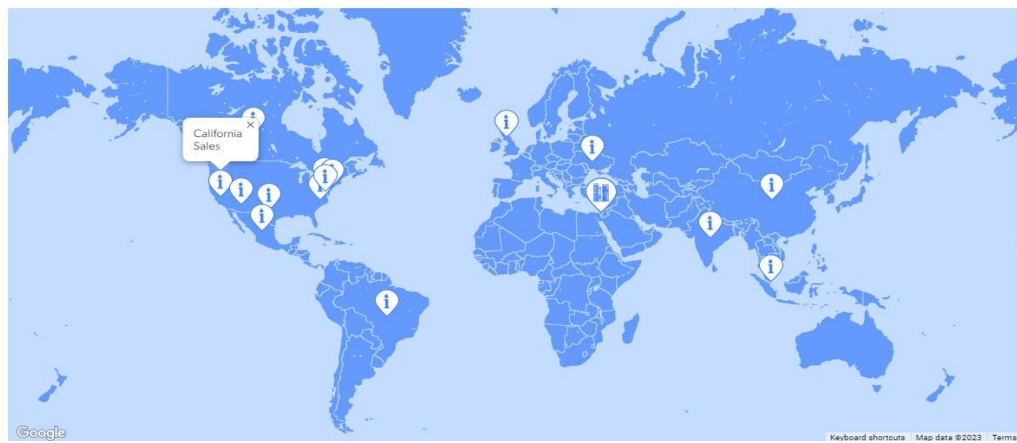 California
Sales
Google
Keyboard shortcuts
Map data ©2023
Terms